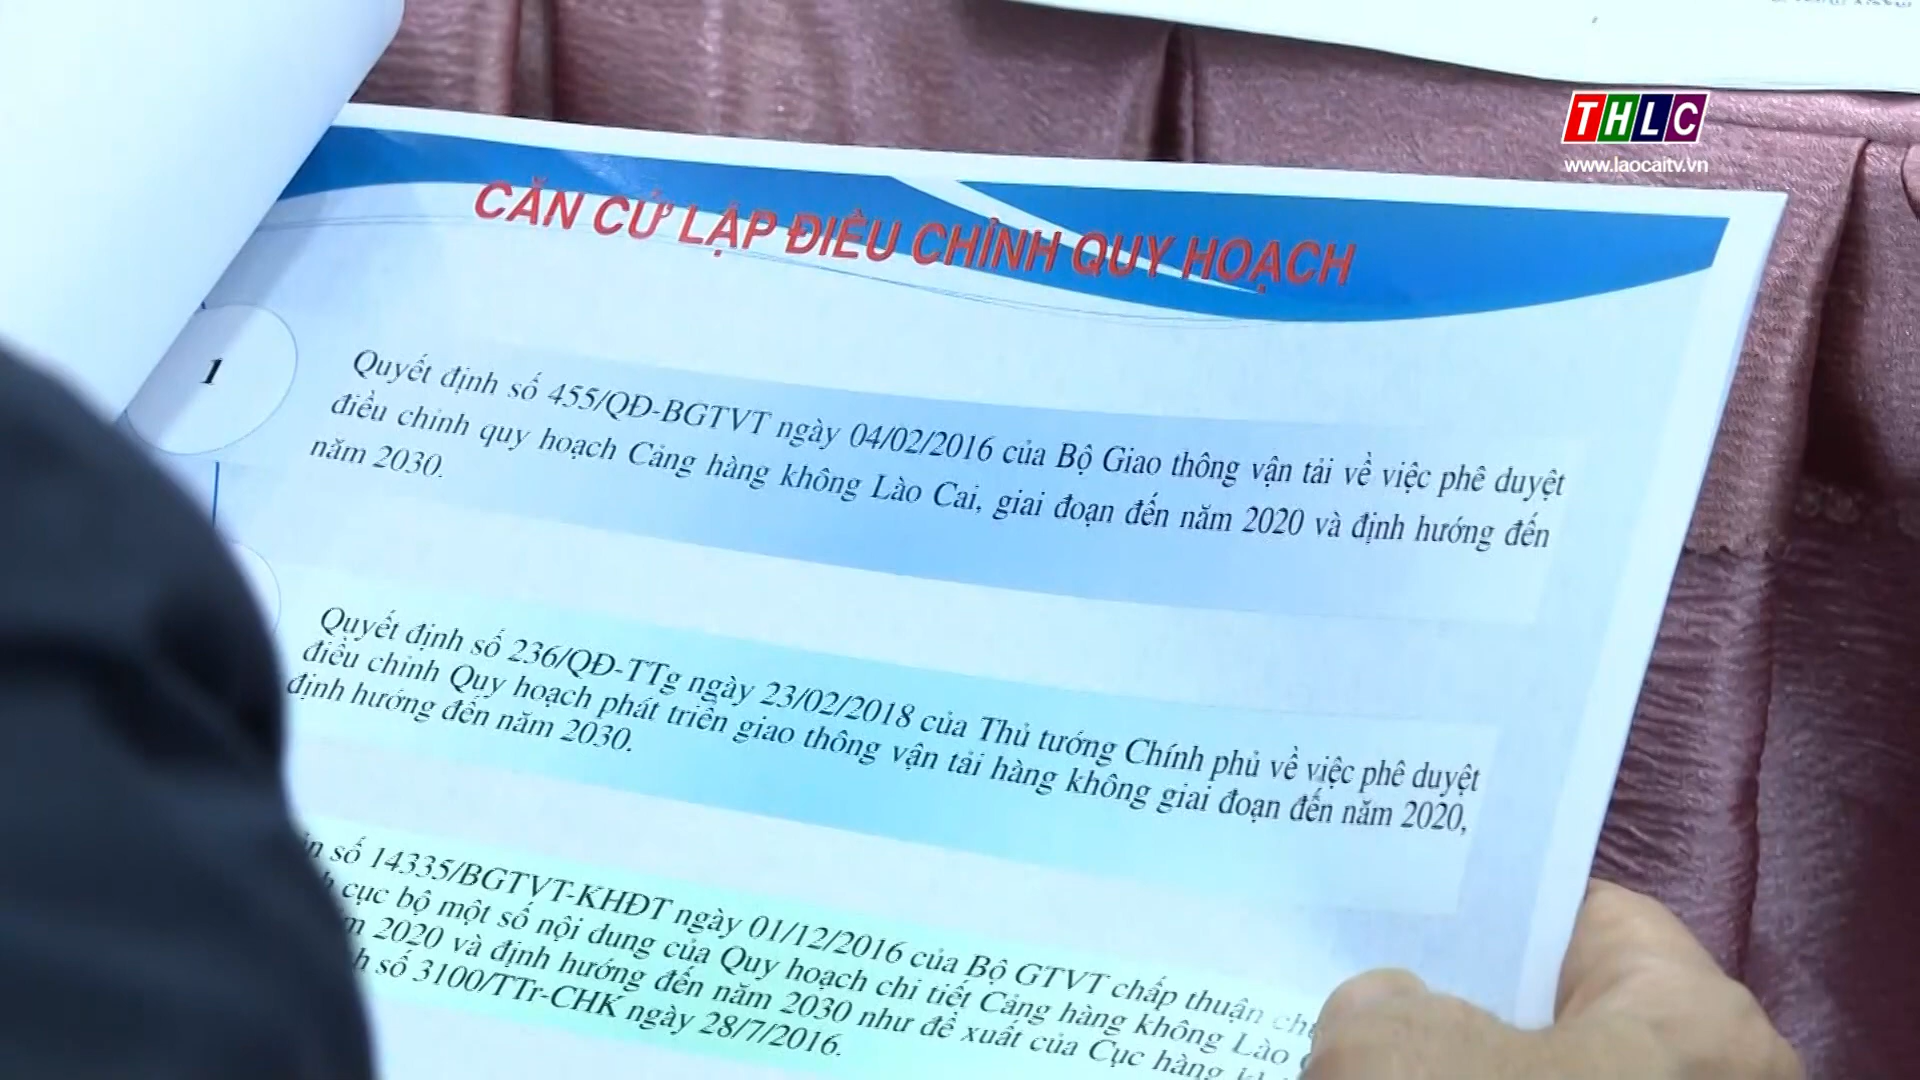 THLC
www.laocaitv.vn
CĂN CỨ LẬP ĐIỀU CHỈNH QUY HOẠCH
1
Quyết định số 455/QĐ-BGTVT ngày 04/02/2016 của Bộ Giao thông vận tải về việc phê duyệt
điều chỉnh quy hoạch Cảng hàng không Lào Cai, giai đoạn đến năm 2020 và định hướng đến
năm 2030.
Quyết định số 236/QĐ-TTg ngày 23/02/2018 của Thủ tướng Chính phủ về việc phê duyệt
điều chỉnh Quy hoạch phát triển giao thông vận tải hàng không giai đoạn đến năm 2020,
định hướng đến năm 2030.
số 14335/BGTVT-KHĐT ngày 01/12/2016 của Bộ GTVT chấp thuận
cục bộ một số nội dung của Quy hoạch chi tiết Cảng hàng không Lào
2020 và định hướng đến năm 2030 như đề xuất của Cục hàng
số 3100/TTr-CHK ngày 28/7/2016.